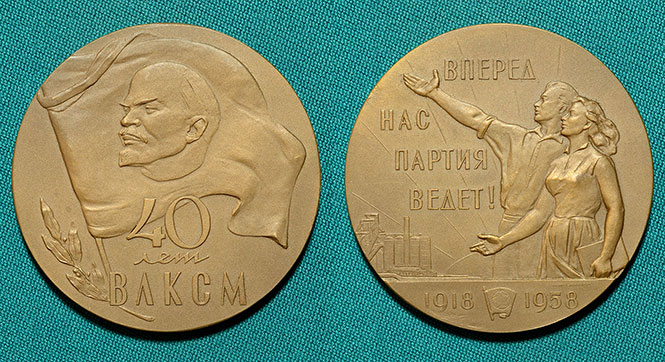 40
лет
ВЛКСМ
ВПЕРЕД
НАС
ПАРТИЯ
ВЕДЕТ!
1918 1958